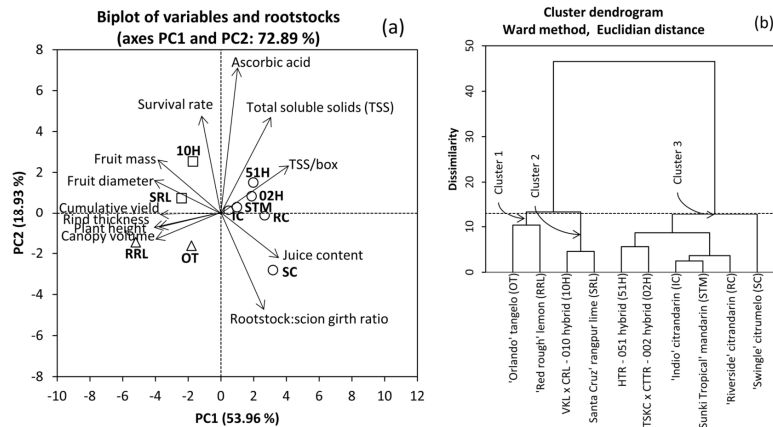 Biplot of variables and rootstocks
(axes PC1 and PC2: 72.89 %)
(a)
8
6
4
2
0
-2
-4
-6
-8
PC2 (18.93 %)
Ascorbic acid
Survival rate
Total soluble solids (TSS)
10H
Fruit mass
51H
TSS/box
Fruit diameter
SRL
02H
Cumulative yield
IC
STM
RC
Rind thickness
Plant height
Canopy volume
RRL
OT
Juice content
SC
Rootstock:scion girth ratio
-10
-8
-6
-4
-2
0
2
4
6
8
10
12
PC1 (53.96 %)
Cluster dendrogram
Ward method, Euclidian distance
(b)
50
40
30
20
10
0
Dissimilarity
Cluster 1
Cluster 2
Cluster 3
'Orlando' tangelo (OT)
'Red rough' lemon (RRL)
VKL x CRL - 010 hybrid (10H)
Santa Cruz' rangpur lime (SRL)
HTR - 051 hybrid (51H)
TSKC x CTTR - 002 hybrid (02H)
'Indio' citrandarin (IC)
Sunki Tropical' mandarin (STM)
'Riverside' citrandarin (RC)
'Swingle' citrumelo (SC)